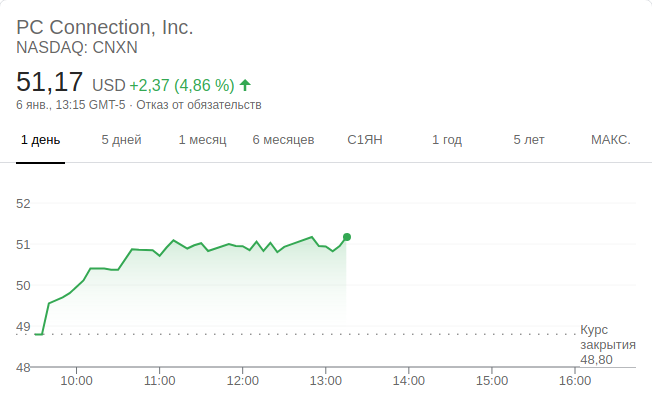 PC Connection, Inc.
NASDAQ: CNXN
51,17 USD +2,37 (4,86 %)
6 янв., 13:15 GMT-5 · Отказ от обязательств
1 день 5 дней 1 месяц 6 месяцев С1ЯН 1 год 5 лет МАКС.
52
51
50
49
Курс
закрытия
48,80
48
10:00 11:00 12:00 13:00 14:00 15:00 16:00